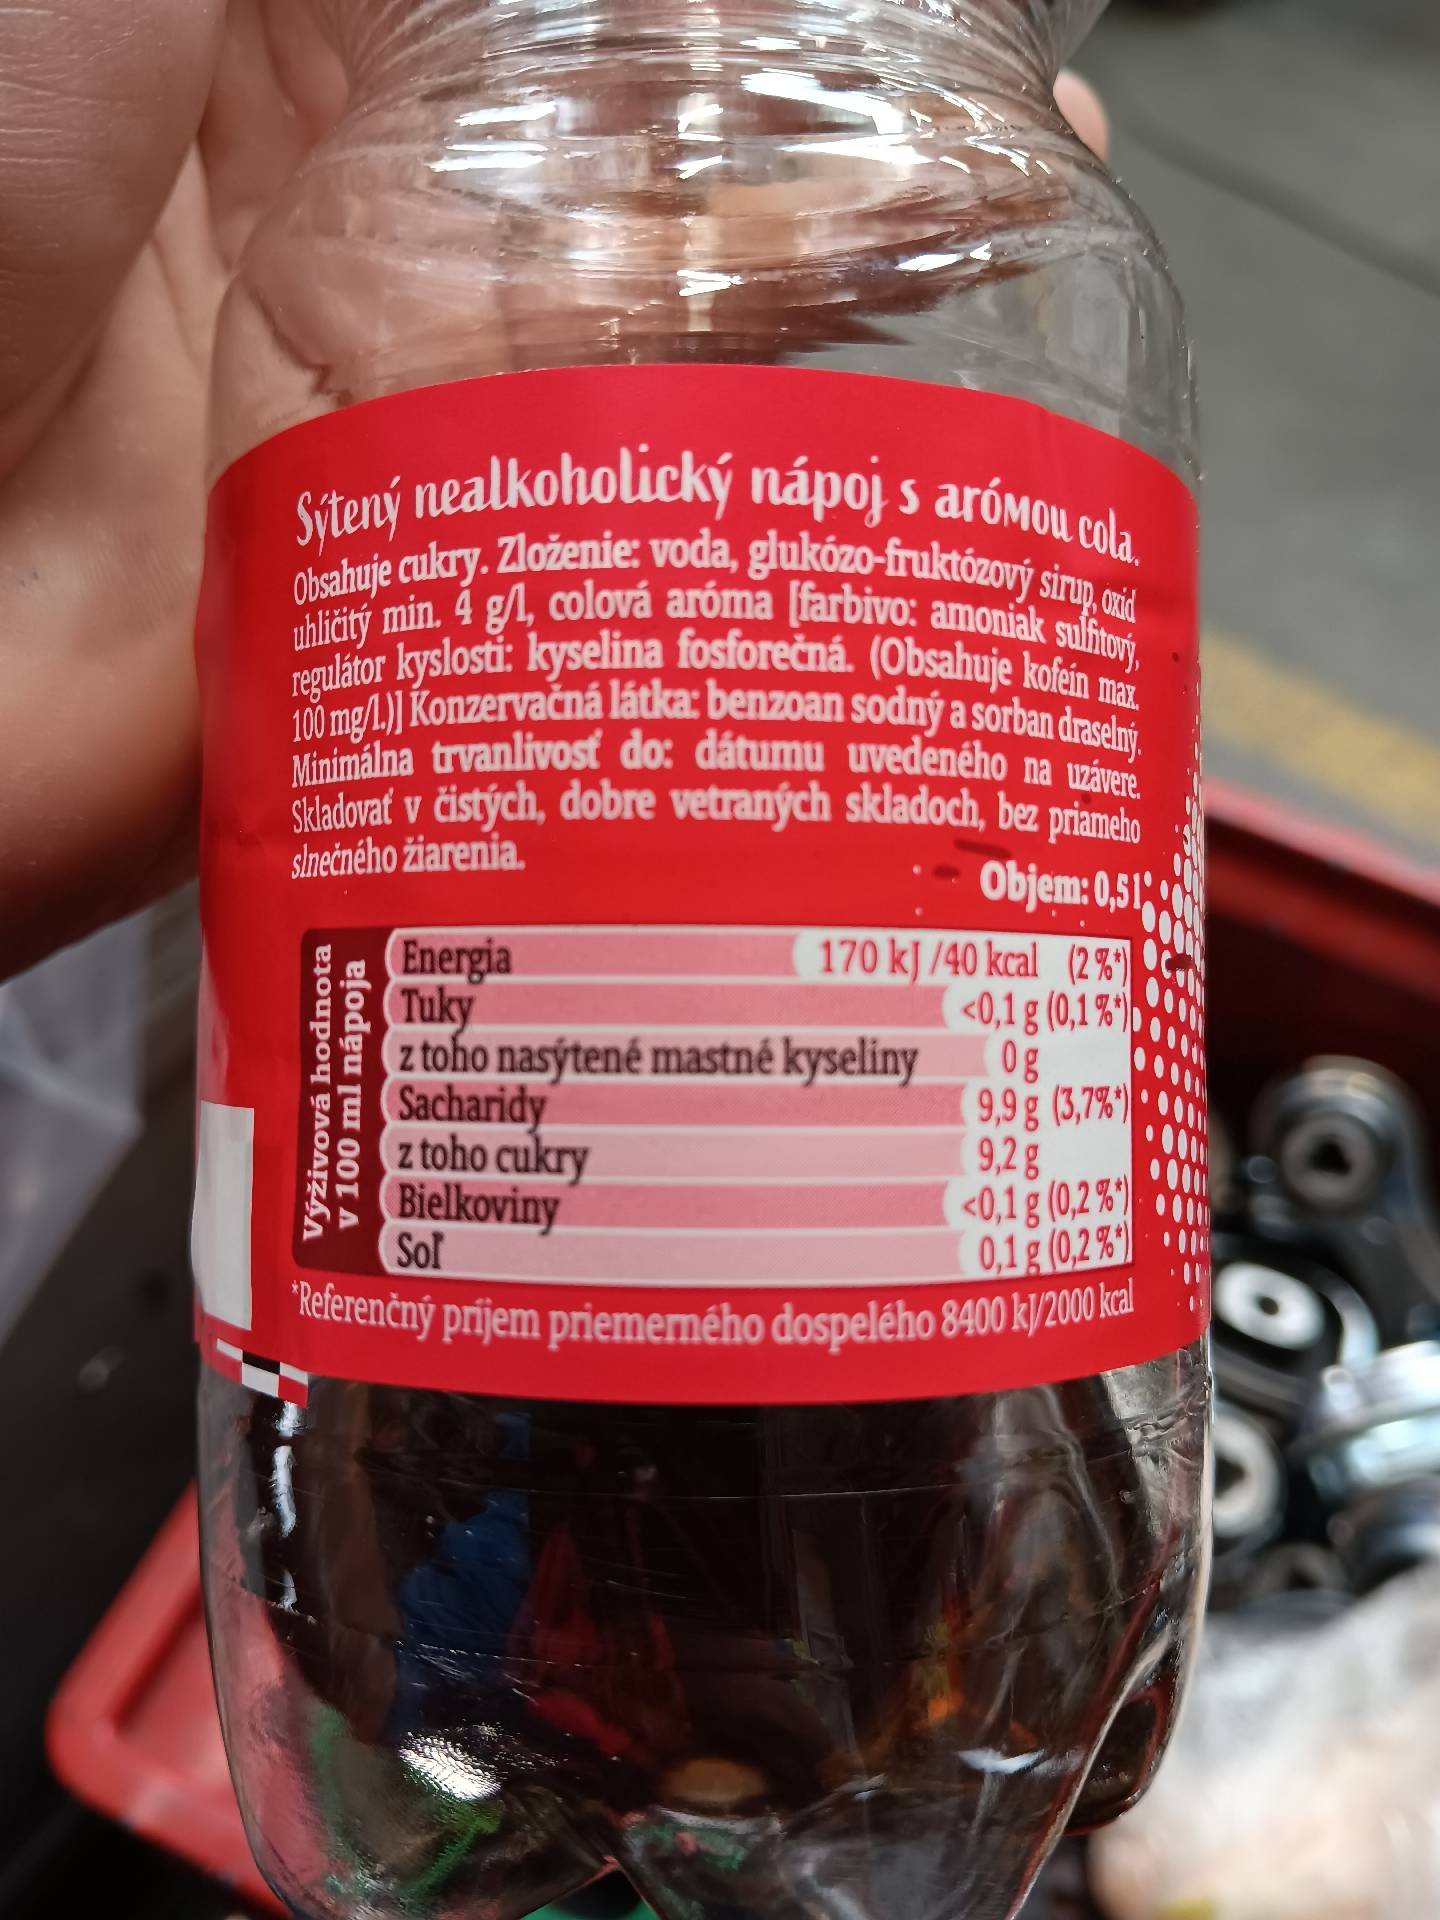 Sýtený nealkoholický nápoj s arómou cola.
Obsahuje cukry. Zloženie: voda, glukózo-fruktózový sirup, oxid
uhličitý min. 4 g/l, colová aróma [farbivo: amoniak sulfitový,
regulátor kyslosti: kyselina fosforečná. (Obsahuje kofeín max.
100 mg/l.)] Konzervačná látka: benzoan sodný a sorban draselný.
Minimálna trvanlivosť do: dátumu uvedeného na uzávere.
Skladovať v čistých, dobre vetraných skladoch, bez priameho
slnečného žiarenia.
Objem: 0,5 l
Výživová hodnota
v 100 ml nápoja
Energia 170 kJ /40 kcal (2 %*)
Tuky <0,1 g (0,1 %*)
z toho nasýtené mastné kyseliny 0 g
Sacharidy 9,9 g (3,7%*)
z toho cukry 9,2 g
Bielkoviny <0,1 g (0,2 %*)
Soľ 0,1 g (0,2 %*)
*Referenčný príjem priemerného dospelého 8400 kJ/2000 kcal